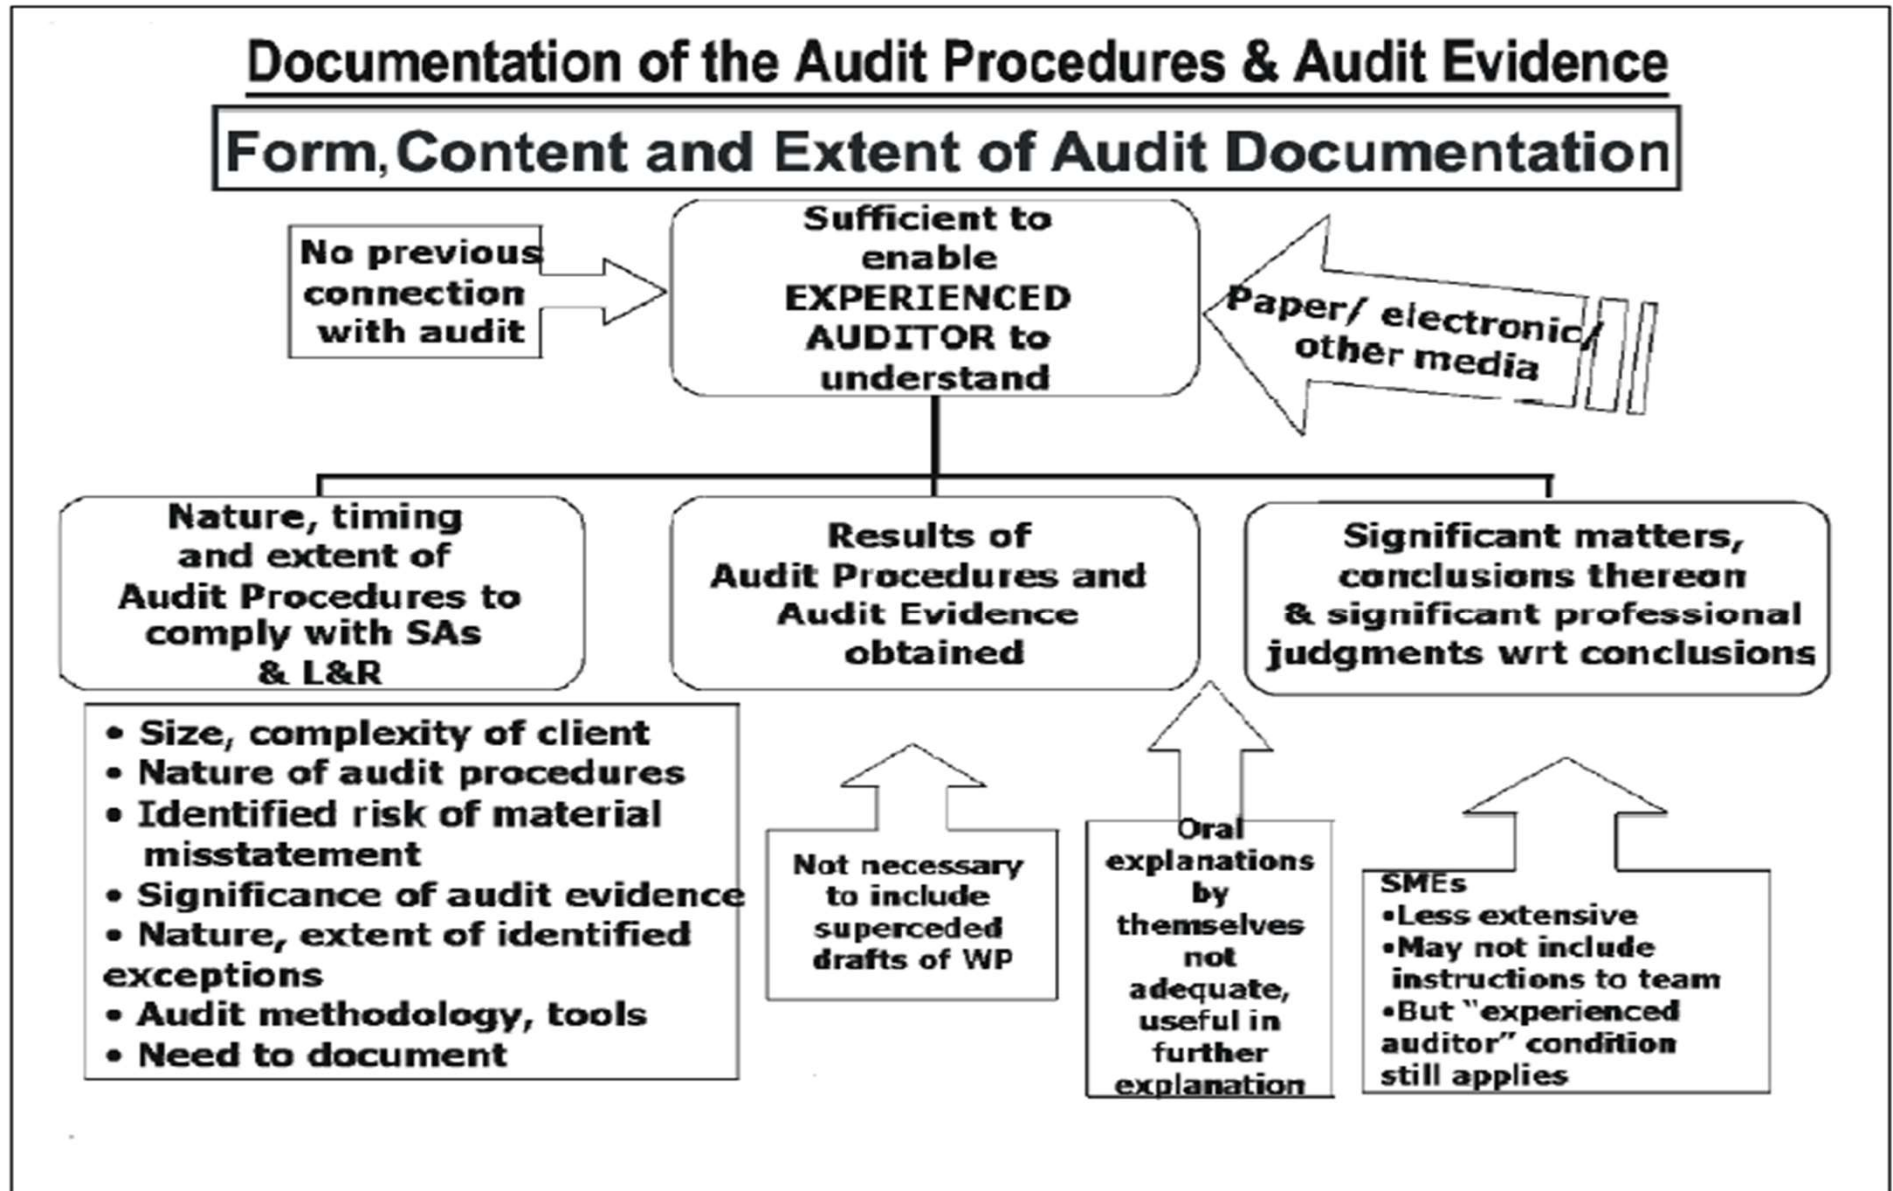 Documentation of the Audit Procedures & Audit Evidence
Form, Content and Extent of Audit Documentation
No previous
connection
with audit
Sufficient to
enable
EXPERIENCED
AUDITOR to
understand
Paper/ electronic/
other media
Nature, timing
and extent of
Audit Procedures to
comply with SAs
& L&R
Results of
Audit Procedures and
Audit Evidence
obtained
Significant matters,
conclusions thereon
& significant professional
judgments wrt conclusions
• Size, complexity of client
• Nature of audit procedures
• Identified risk of material
misstatement
• Significance of audit evidence
• Nature, extent of identified
exceptions
• Audit methodology, tools
• Need to document
Not necessary
to include
superceded
drafts of WP
Oral
explanations
by
themselves
not
adequate,
useful in
further
explanation
SMEs
•Less extensive
•May not include
instructions to team
•But “experienced
auditor” condition
still applies